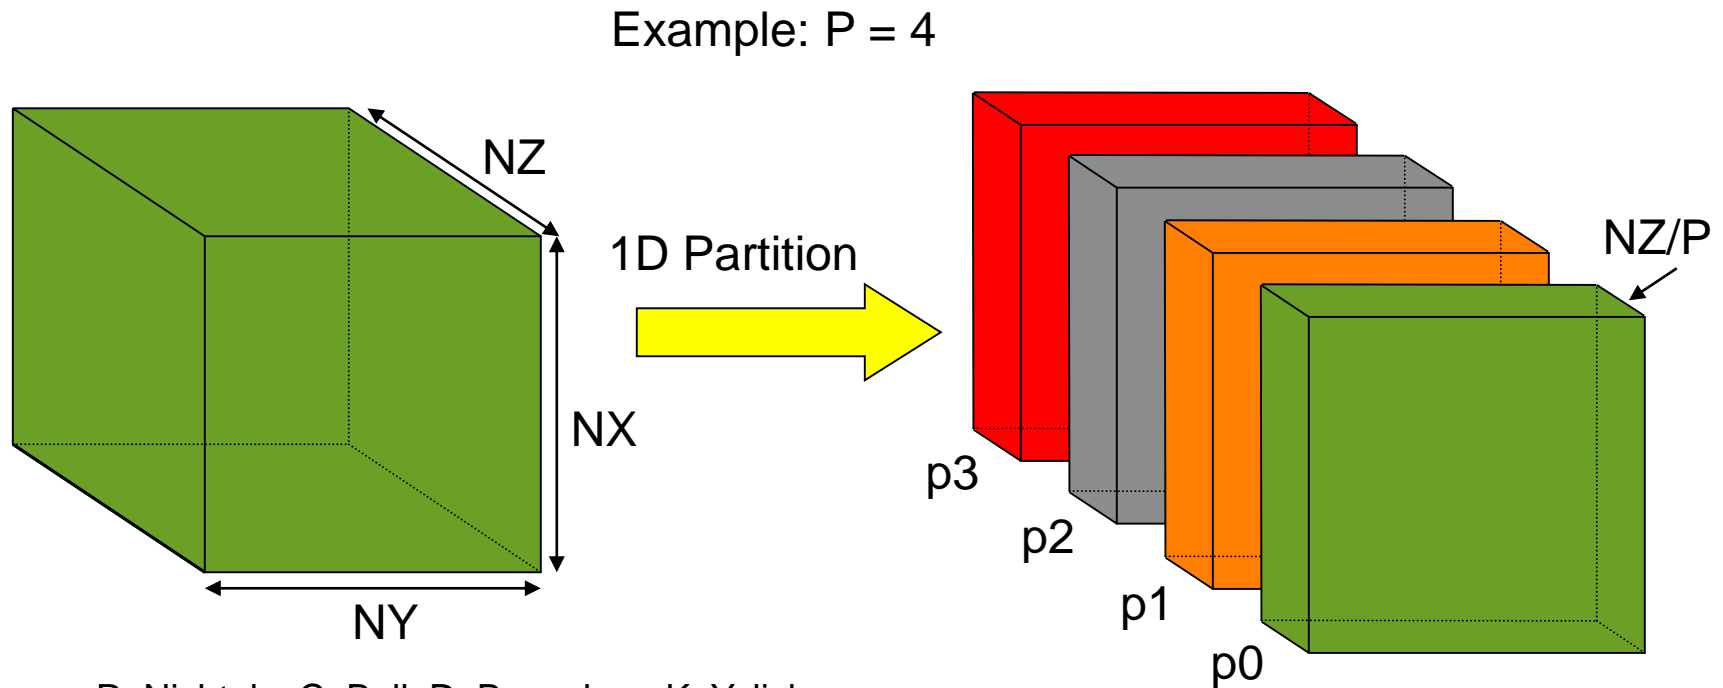 Example: P = 4
NZ
1D Partition
NZ/P
NX
NY
p3
p2
p1
p0